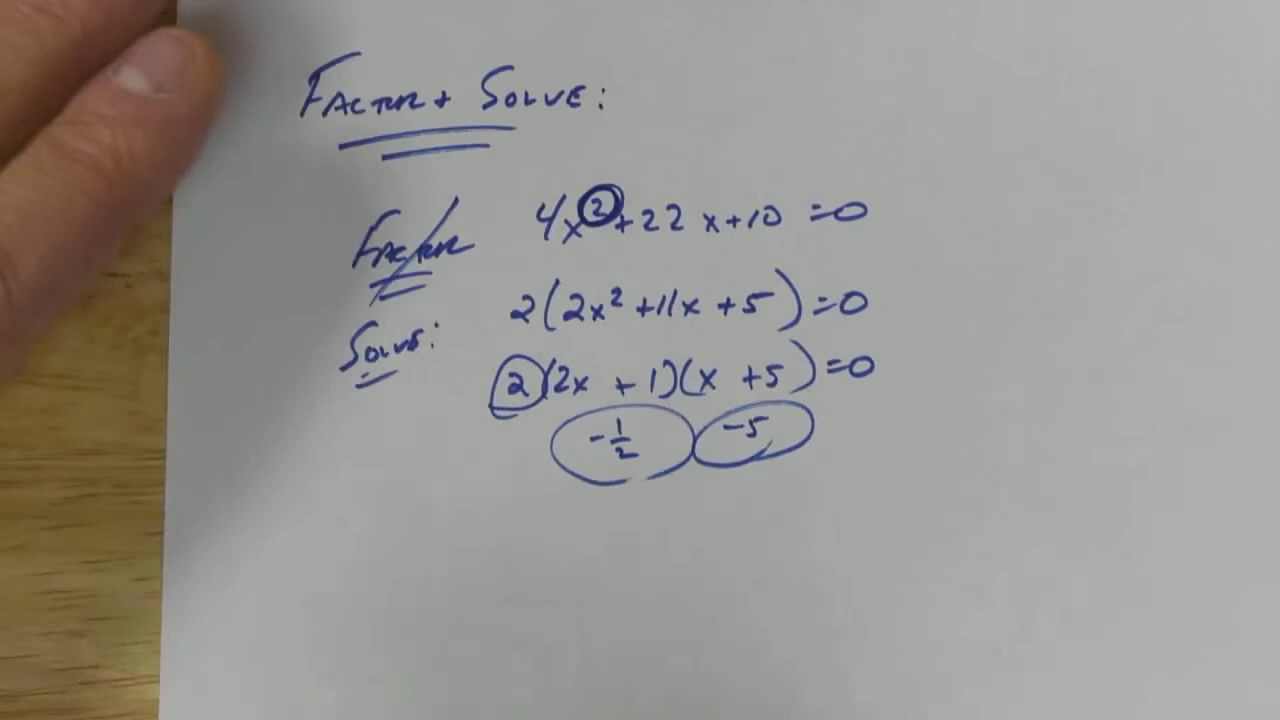 FACTOR + SOLVE:
FACTOR 4x²+22x+10=0
2(2x²+11x+5)=0
SOLVE:
2(2x+1)(x+5)=0
-1/2 -5